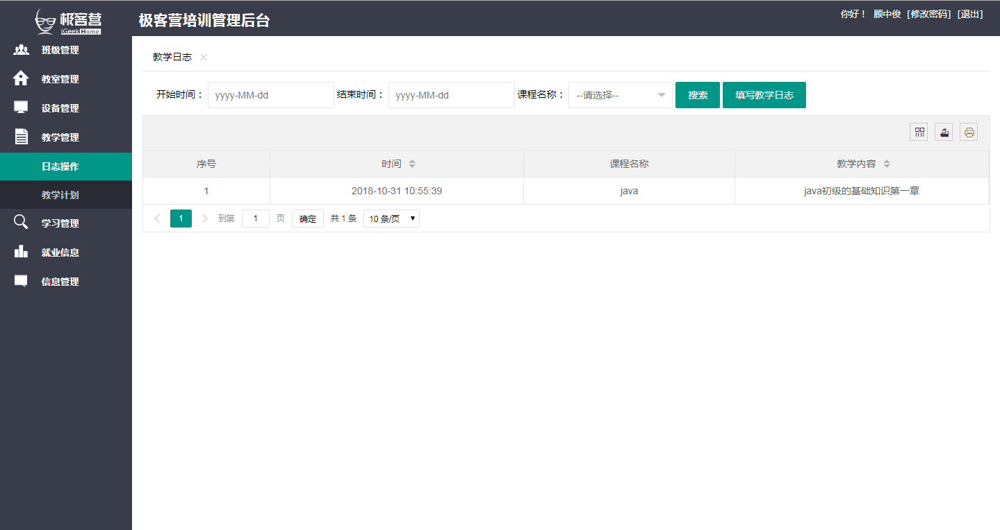 极客营
iGeekHome
极客营培训管理后台
你好！ 顾中俊 [修改密码] [退出]
班级管理
教室管理
设备管理
教学管理
日志操作
教学计划
学习管理
就业信息
信息管理
教学日志
开始时间： yyyy-MM-dd 结束时间： yyyy-MM-dd 课程名称： --请选择-- 搜索 填写教学日志
序号 时间 课程名称 教学内容
1 2018-10-31 10:55:39 java java初级的基础知识第一章
1 到第 1 页 确定 共 1 条 10 条/页